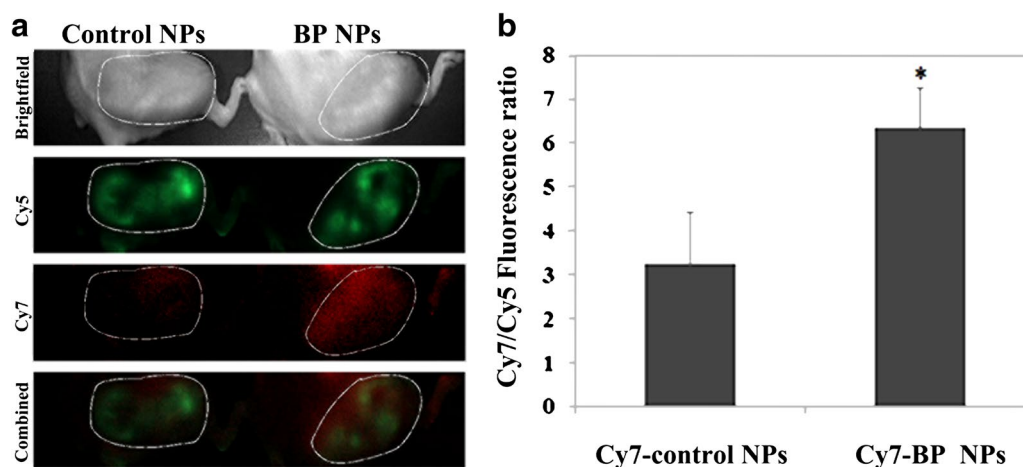 a
Control NPs
BP NPs
Brightfield
Cy5
Cy7
Combined
b
Cy7/Cy5 Fluorescence ratio
8
7
6
5
4
3
2
1
0
*
Cy7-control NPs
Cy7-BP NPs